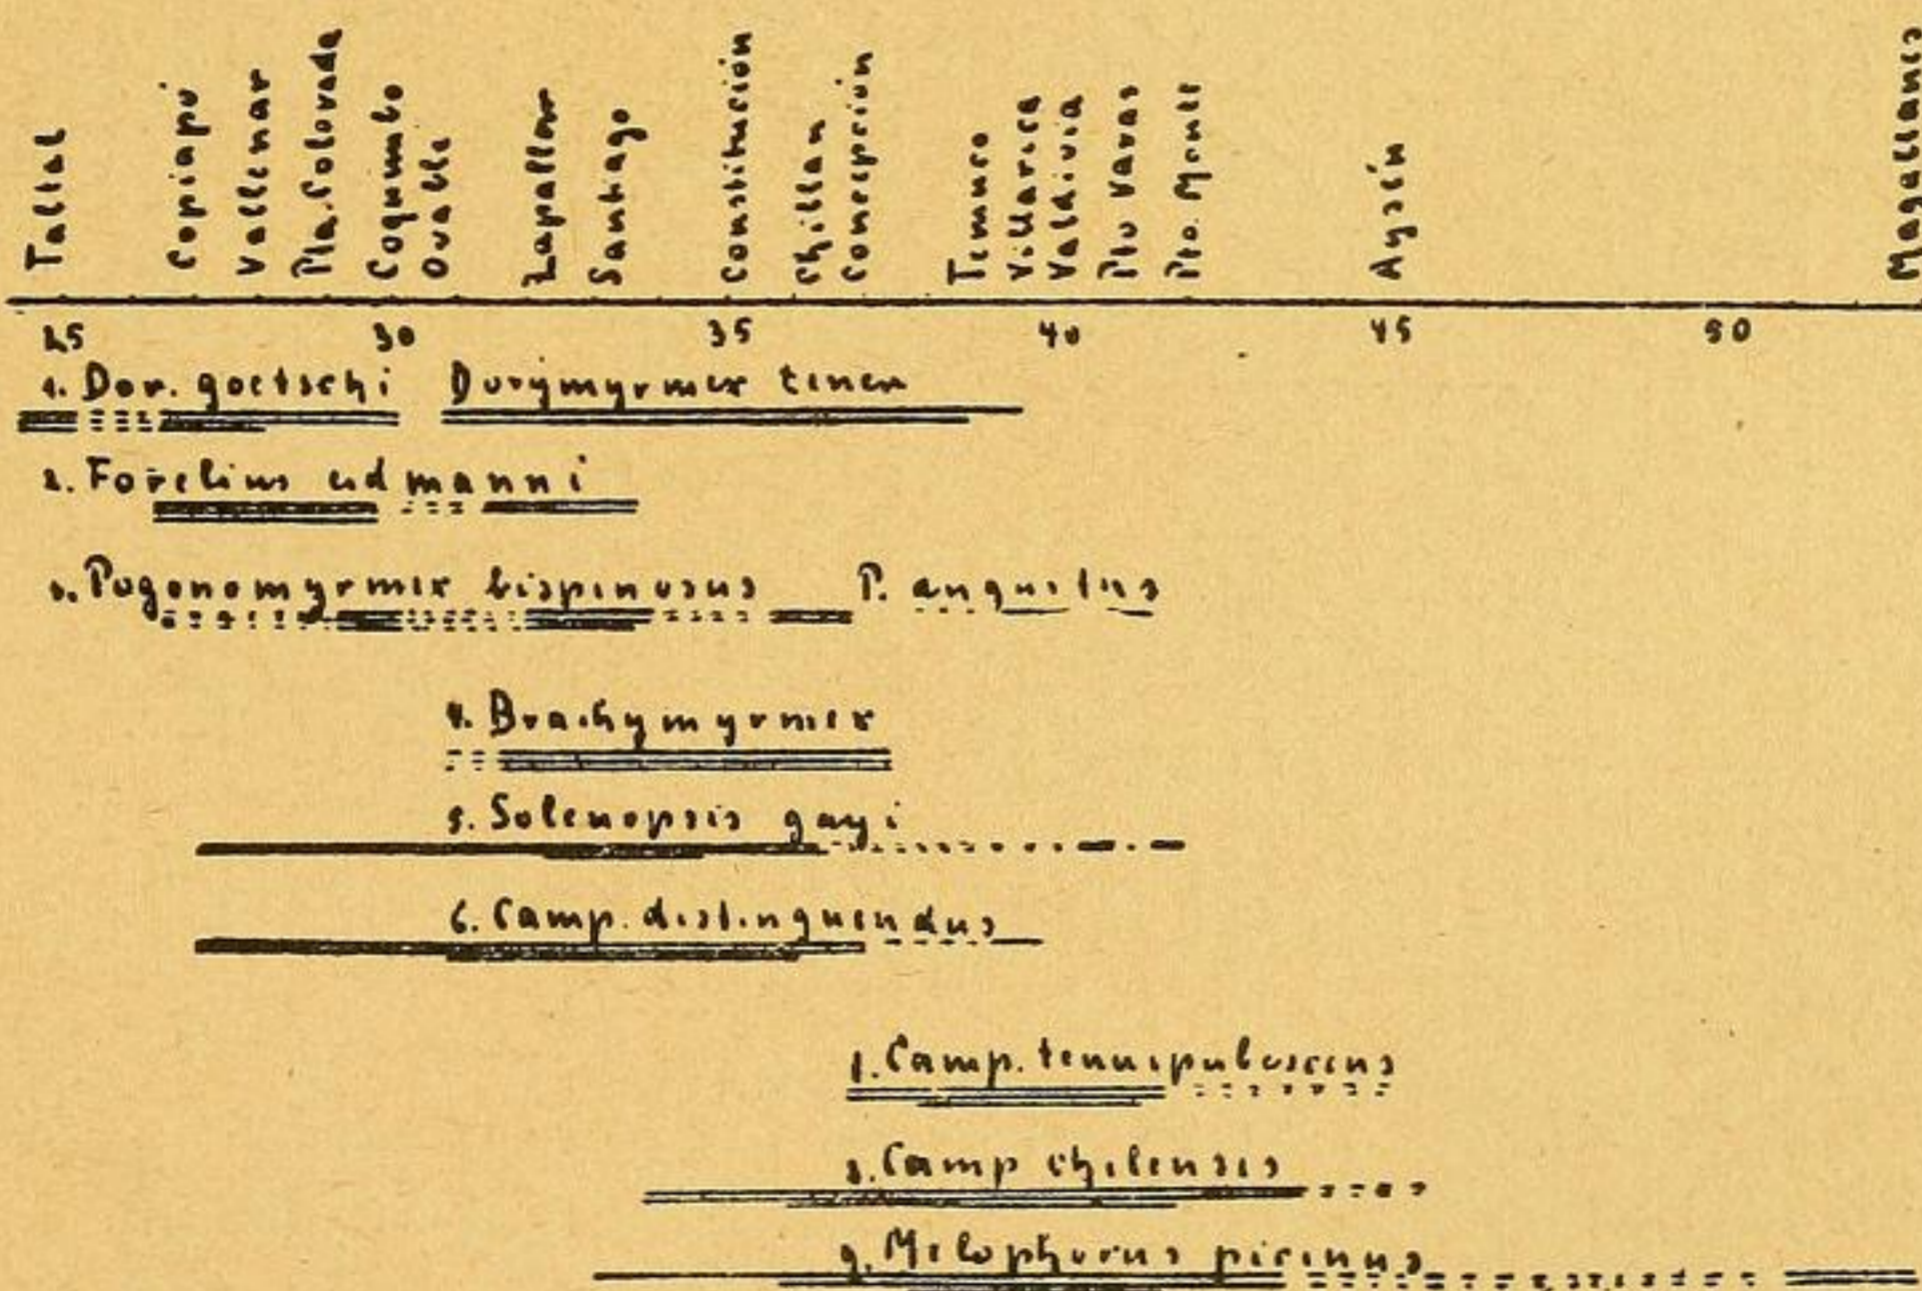 Taltal
Copiapó
Vallenar
Pta. Colorada
Coquimbo
Ovalle
Zapallar
Santiago
Constitución
Chillan
Concepción
Temuco
Villarica
Valdivia
Pto Varas
Pto. Montt
Aysén
Magallanes
25 30 35 40 45 50
1. Dor. goetschi Dorymyrmex tener
2. Forelius eidmanni
3. Pogonomyrmex bispinosus P. angustus
4. Brachymyrmex
5. Solenopsis gayi
6. Camp. distinguendus
7. Camp. tenuipubescens
8. Camp chilensis
9. Melophorus picinus